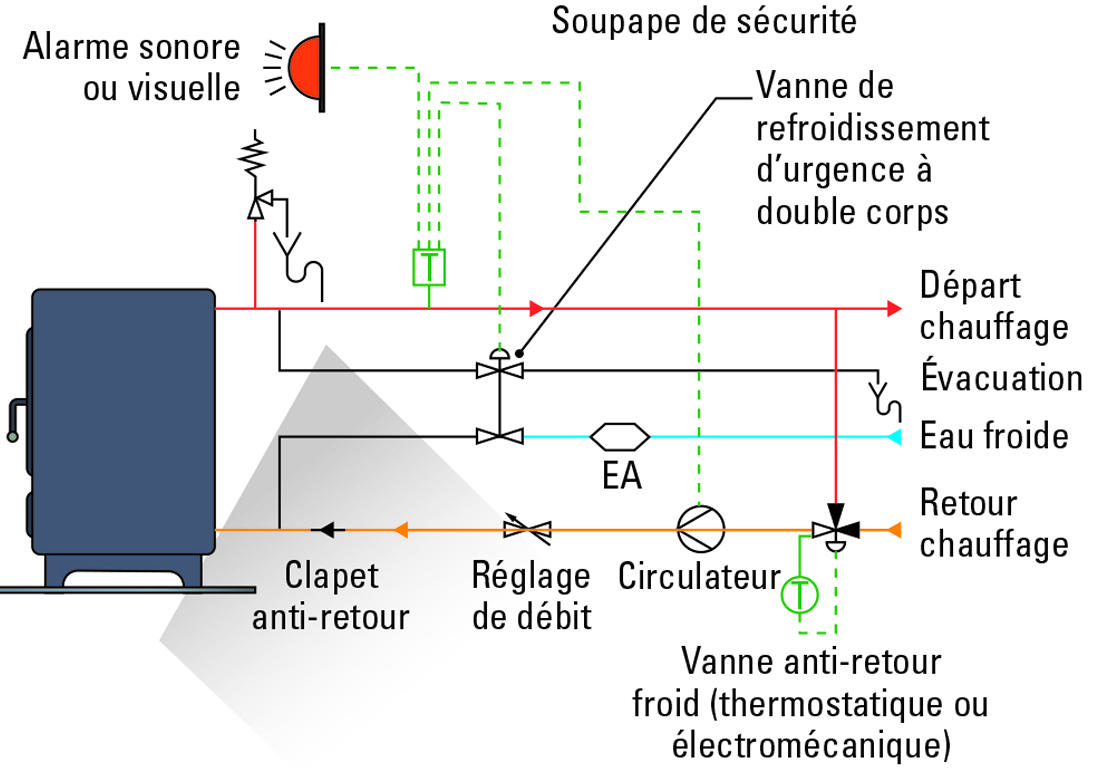 Soupape de sécurité
Alarme sonore
ou visuelle
Vanne de
refroidissement
d'urgence à
double corps
T
Départ
chauffage
Évacuation
Eau froide
EA
Retour
chauffage
Clapet
anti-retour
Réglage
de débit
Circulateur
T
Vanne anti-retour
froid (thermostatique ou
électromécanique)